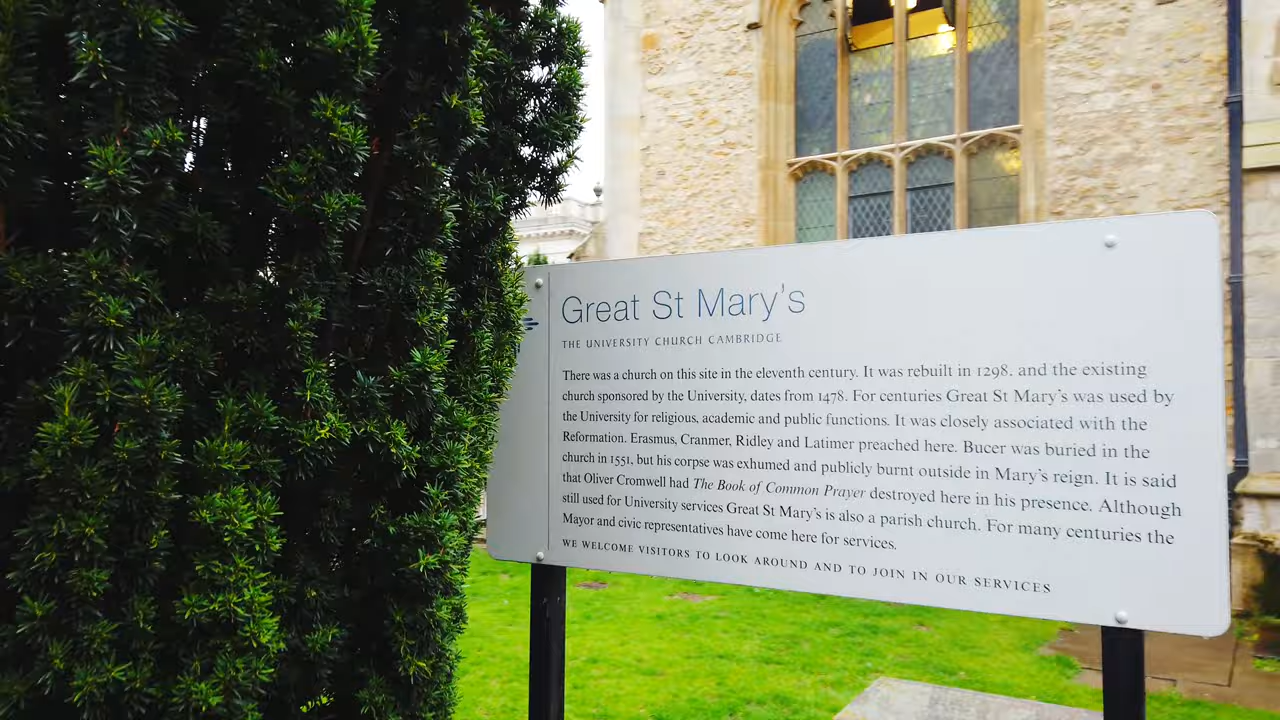 Great St Mary's
THE UNIVERSITY CHURCH CAMBRIDGE
There was a church on this site in the eleventh century. It was rebuilt in 1298. and the existing
church sponsored by the University, dates from 1478. For centuries Great St Mary's was used by
the University for religious, academic and public functions. It was closely associated with the
Reformation. Erasmus, Cranmer, Ridley and Latimer preached here. Bucer was buried in the
church in 1551, but his corpse was exhumed and publicly burnt outside in Mary's reign. It is said
that Oliver Cromwell had The Book of Common Prayer destroyed here in his presence. Although
still used for University services Great St Mary's is also a parish church. For many centuries the
Mayor and civic representatives have come here for services.
WE WELCOME VISITORS TO LOOK AROUND AND TO JOIN IN OUR SERVICES